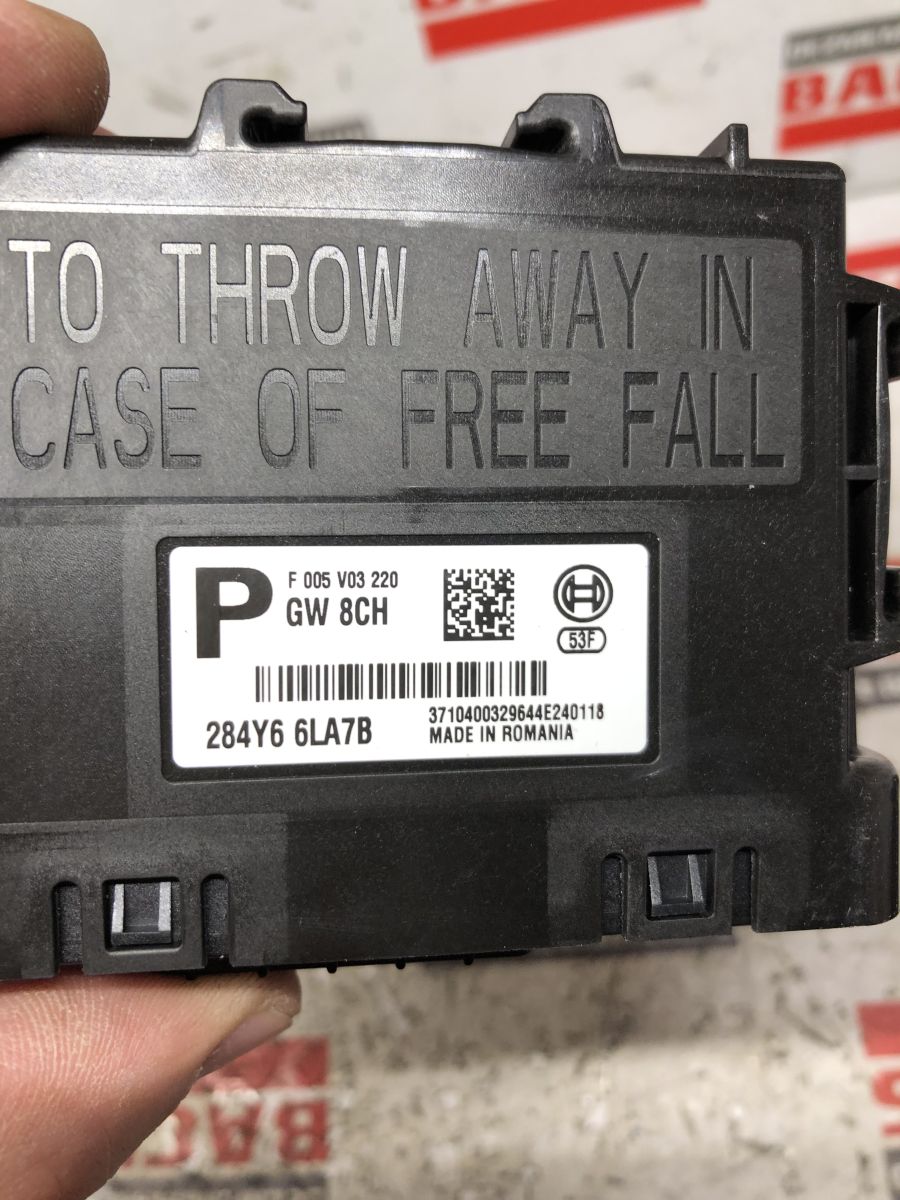 TO THROW AWAY IN
CASE OF FREE FALL
P
F 005 V03 220
GW 8CH
53F
284Y6 6LA7B
3710400329644E240118
MADE IN ROMANIA